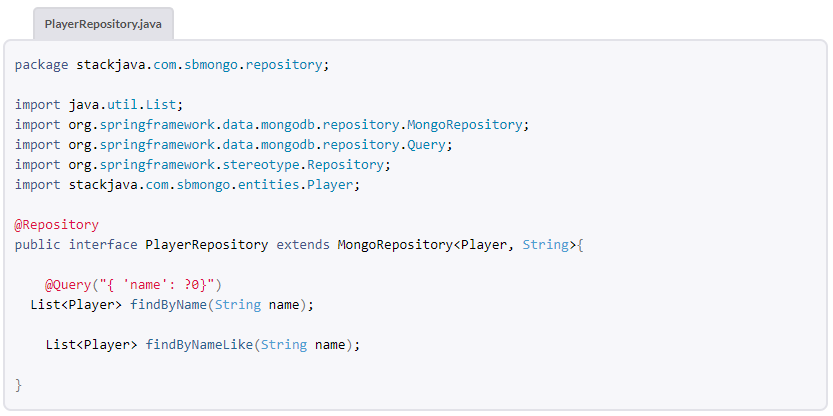 PlayerRepository.java
package stackjava.com.sbmongo.repository;
import java.util.List;
import org.springframework.data.mongodb.repository.MongoRepository;
import org.springframework.data.mongodb.repository.Query;
import org.springframework.stereotype.Repository;
import stackjava.com.sbmongo.entities.Player;
@Repository
public interface PlayerRepository extends MongoRepository<Player, String>{
@Query("{ 'name': ?0}")
List<Player> findByName(String name);
List<Player> findByNameLike(String name);
}